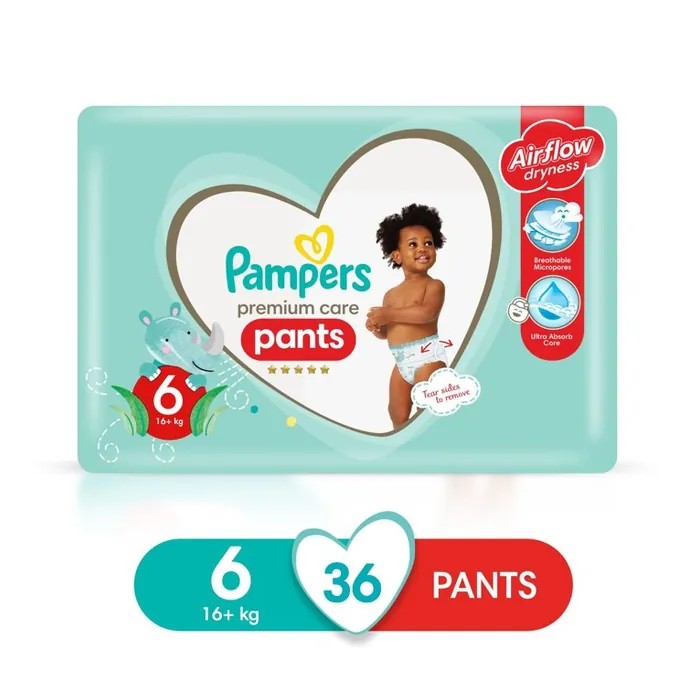 Airflow
dryness
Breathable
Micropores
Ultra Absorb
Core
Pampers
premium care
pants
Tear sides
to remove
6
16+ kg
6
16+ kg
36
PANTS